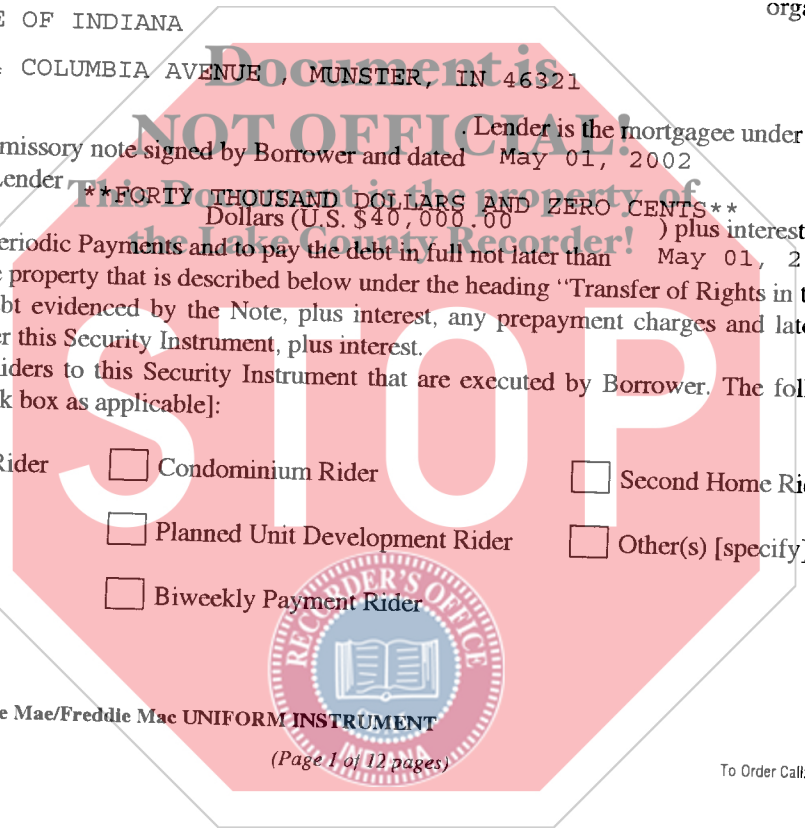 orga
E OF INDIANA
COLUMBIA AVENUE , MUNSTER, IN 46321
Document is
NOT OFFICIAL!
. Lender is the mortgagee under
missory note signed by Borrower and dated May 01, 2002
Lender **FORTY THOUSAND DOLLARS AND ZERO CENTS**
This Document is the property of
Dollars (U.S. $40,000.00 ) plus interest
the Lake County Recorder!
eriodic Payments and to pay the debt in full not later than May 01, 2
e property that is described below under the heading "Transfer of Rights in t
bt evidenced by the Note, plus interest, any prepayment charges and late
er this Security Instrument, plus interest.
iders to this Security Instrument that are executed by Borrower. The foll
k box as applicable]:
STOP
Rider Condominium Rider Second Home Ri
Planned Unit Development Rider Other(s) [specify]
Biweekly Payment Rider
RECORDER'S OFFICE
e Mae/Freddie Mac UNIFORM INSTRUMENT
INDIANA
(Page 1 of 12 pages)
To Order Call: